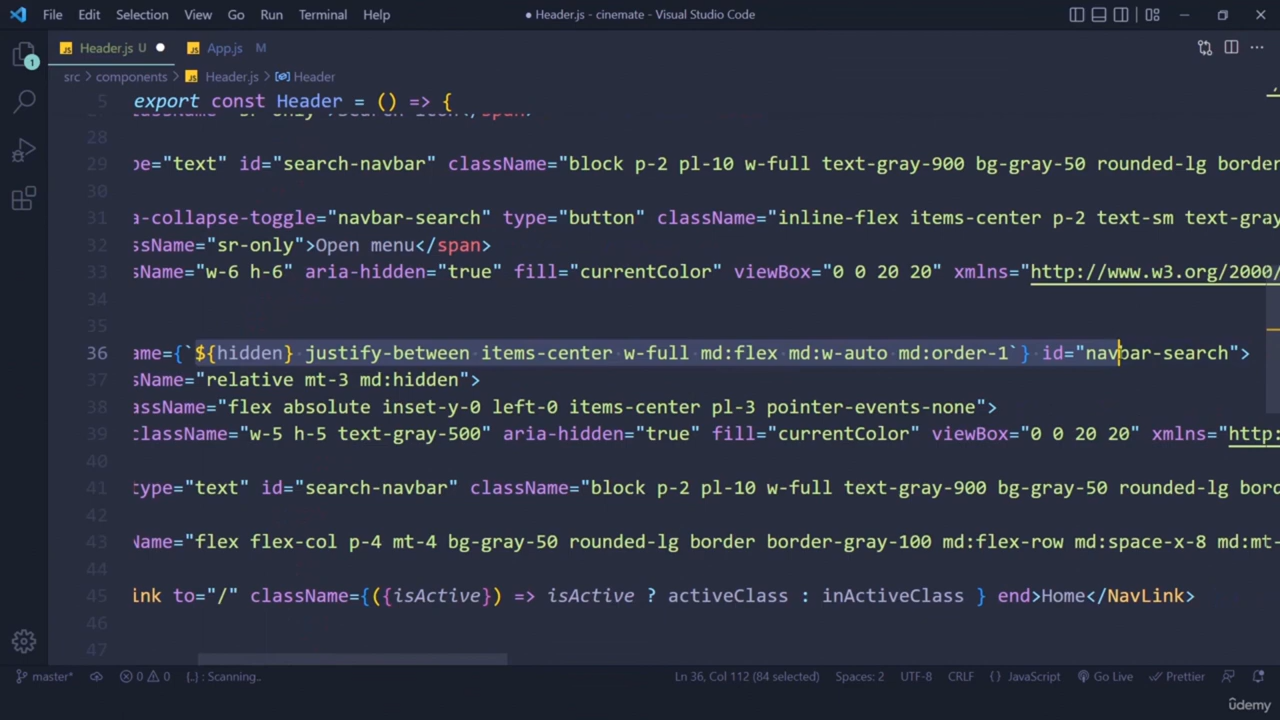 File Edit Selection View Go Run Terminal Help
● Header.js - cinemate - Visual Studio Code
JS Header.js U ● JS App.js M
src > components > JS Header.js > Header
5 export const Header = () => {
28
29 pe="text" id="search-navbar" className="block p-2 pl-10 w-full text-gray-900 bg-gray-50 rounded-lg border
30
31 a-collapse-toggle="navbar-search" type="button" className="inline-flex items-center p-2 text-sm text-gray
32 ssName="sr-only">Open menu</span>
33 sName="w-6 h-6" aria-hidden="true" fill="currentColor" viewBox="0 0 20 20" xmlns="http://www.w3.org/2000/
34
35
36 ame={`${hidden} justify-between items-center w-full md:flex md:w-auto md:order-1`} id="navbar-search">
37 sName="relative mt-3 md:hidden">
38 assName="flex absolute inset-y-0 left-0 items-center pl-3 pointer-events-none">
39 className="w-5 h-5 text-gray-500" aria-hidden="true" fill="currentColor" viewBox="0 0 20 20" xmlns="http:
40
41 type="text" id="search-navbar" className="block p-2 pl-10 w-full text-gray-900 bg-gray-50 rounded-lg bord
42
43 Name="flex flex-col p-4 mt-4 bg-gray-50 rounded-lg border border-gray-100 md:flex-row md:space-x-8 md:mt-
44
45 ink to="/" className={({isActive}) => isActive ? activeClass : inActiveClass } end>Home</NavLink>
46
47
master* 0 0 {..} : Scanning.. Ln 36, Col 112 (84 selected) Spaces: 2 UTF-8 CRLF {} JavaScript Go Live Prettier
ûdemy